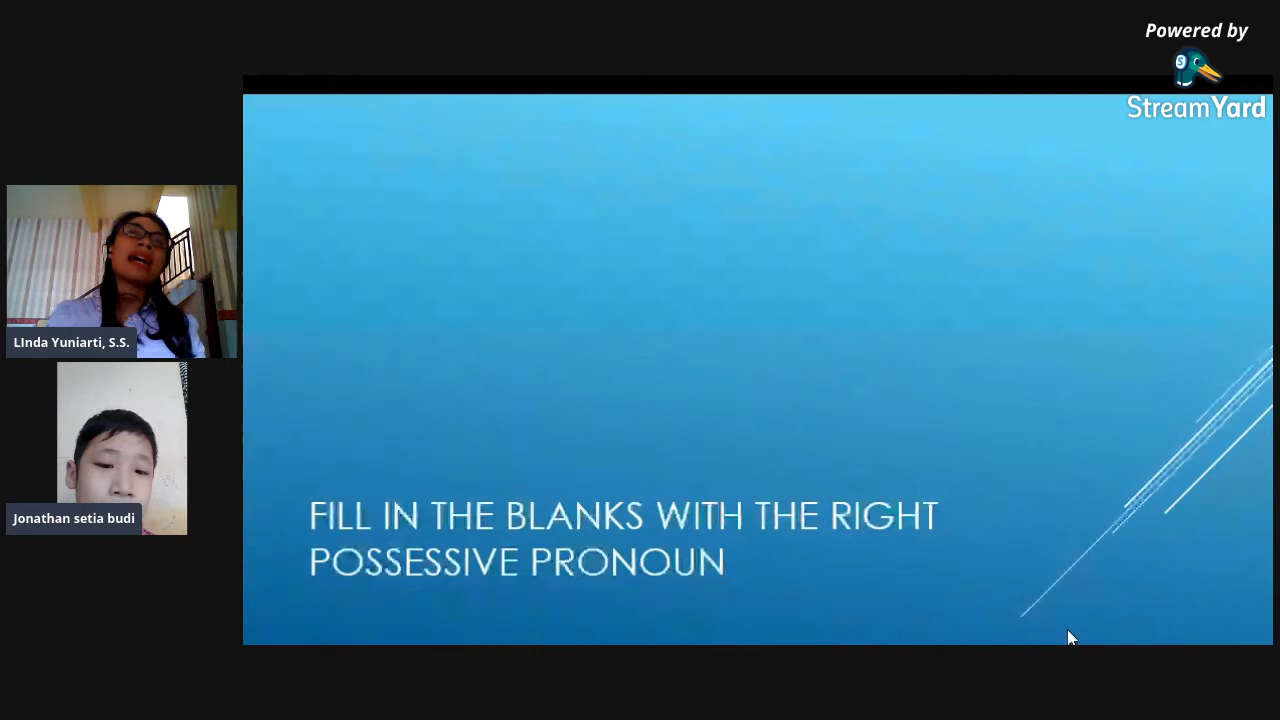 Powered by
StreamYard
LInda Yuniarti, S.S.
Jonathan setia budi
FILL IN THE BLANKS WITH THE RIGHT
POSSESSIVE PRONOUN